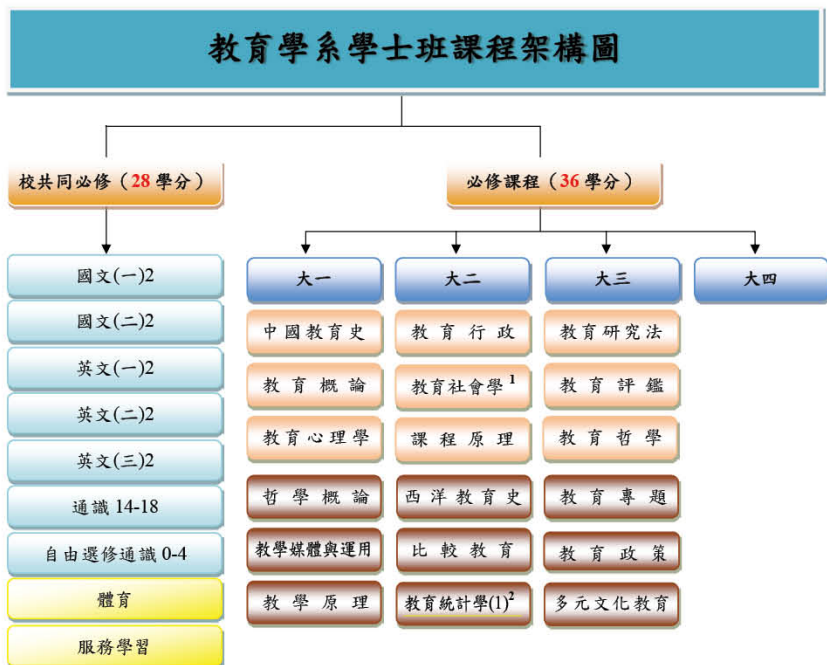 教育學系學士班課程架構圖
校共同必修（28 學分）
必修課程（36 學分）
國文(一)2
國文(二)2
英文(一)2
英文(二)2
英文(三)2
通識 14-18
自由選修通識 0-4
體育
服務學習
大一
大二
大三
大四
中國教育史
教育行政
教育研究法
教育概論
教育社會學 1
教育評鑑
教育心理學
課程原理
教育哲學
哲學概論
西洋教育史
教育專題
教學媒體與運用
比較教育
教育政策
教學原理
教育統計學(1)2
多元文化教育